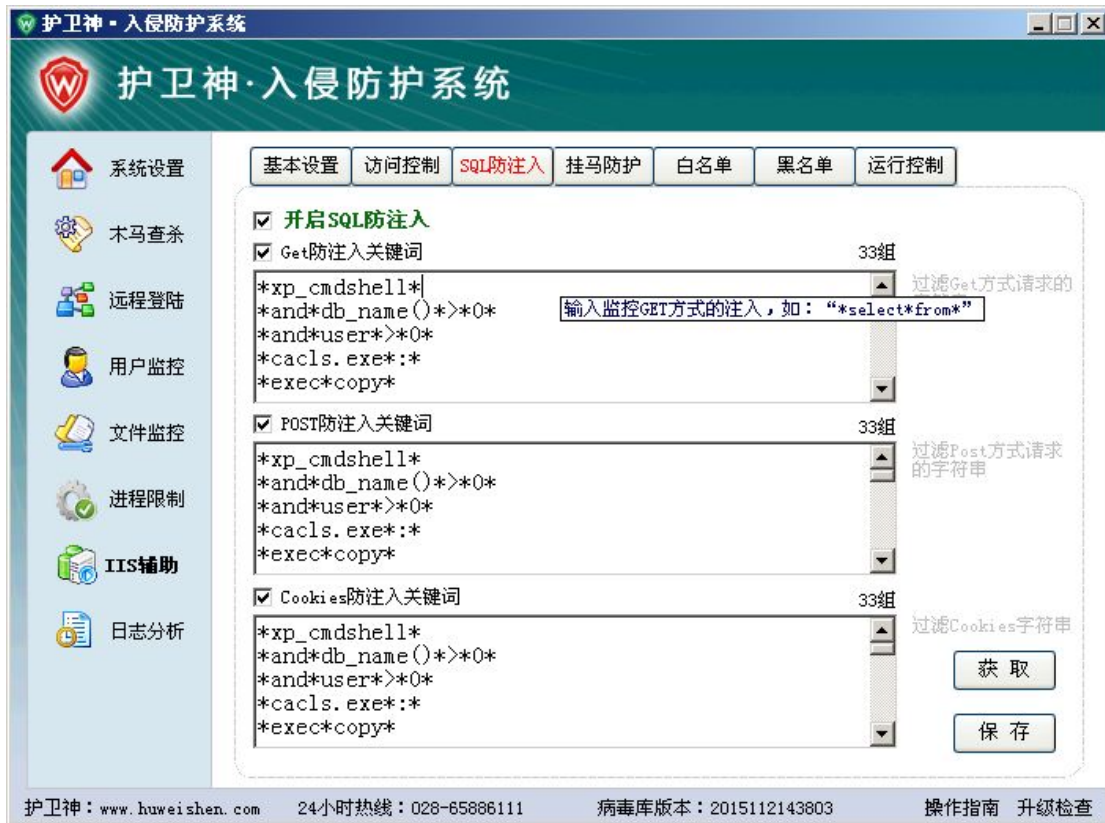 护卫神·入侵防护系统
护卫神·入侵防护系统
系统设置
木马查杀
远程登陆
用户监控
文件监控
进程限制
IIS辅助
日志分析
基本设置 访问控制 SQL防注入 挂马防护 白名单 黑名单 运行控制
开启SQL防注入
Get防注入关键词 33组
*xp_cmdshell*
*and*db_name()*>*0*
*and*user*>*0*
*cacls.exe*:*
*exec*copy*
过滤Get方式请求的
输入监控GET方式的注入,如:“*select*from*”
POST防注入关键词 33组
*xp_cmdshell*
*and*db_name()*>*0*
*and*user*>*0*
*cacls.exe*:*
*exec*copy*
过滤Post方式请求
的字符串
Cookies防注入关键词 33组
*xp_cmdshell*
*and*db_name()*>*0*
*and*user*>*0*
*cacls.exe*:*
*exec*copy*
过滤Cookies字符串
获 取
保 存
护卫神:www.huweishen.com 24小时热线:028-65886111 病毒库版本:2015112143803 操作指南 升级检查